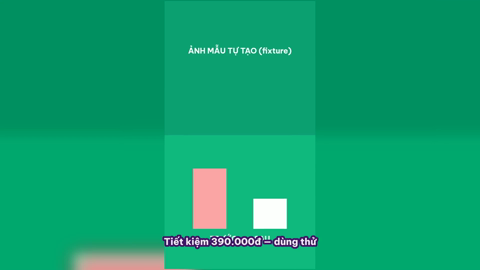 ẢNH MẪU TỰ TẠO (fixture)
Tiết kiệm 390.000đ — dùng thử